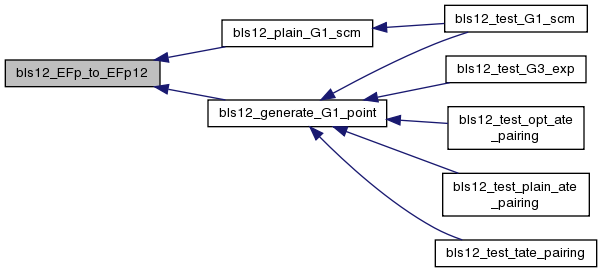 bls12_EFp_to_EFp12
bls12_plain_G1_scm
bls12_generate_G1_point
bls12_test_G1_scm
bls12_test_G3_exp
bls12_test_opt_ate
_pairing
bls12_test_plain_ate
_pairing
bls12_test_tate_pairing